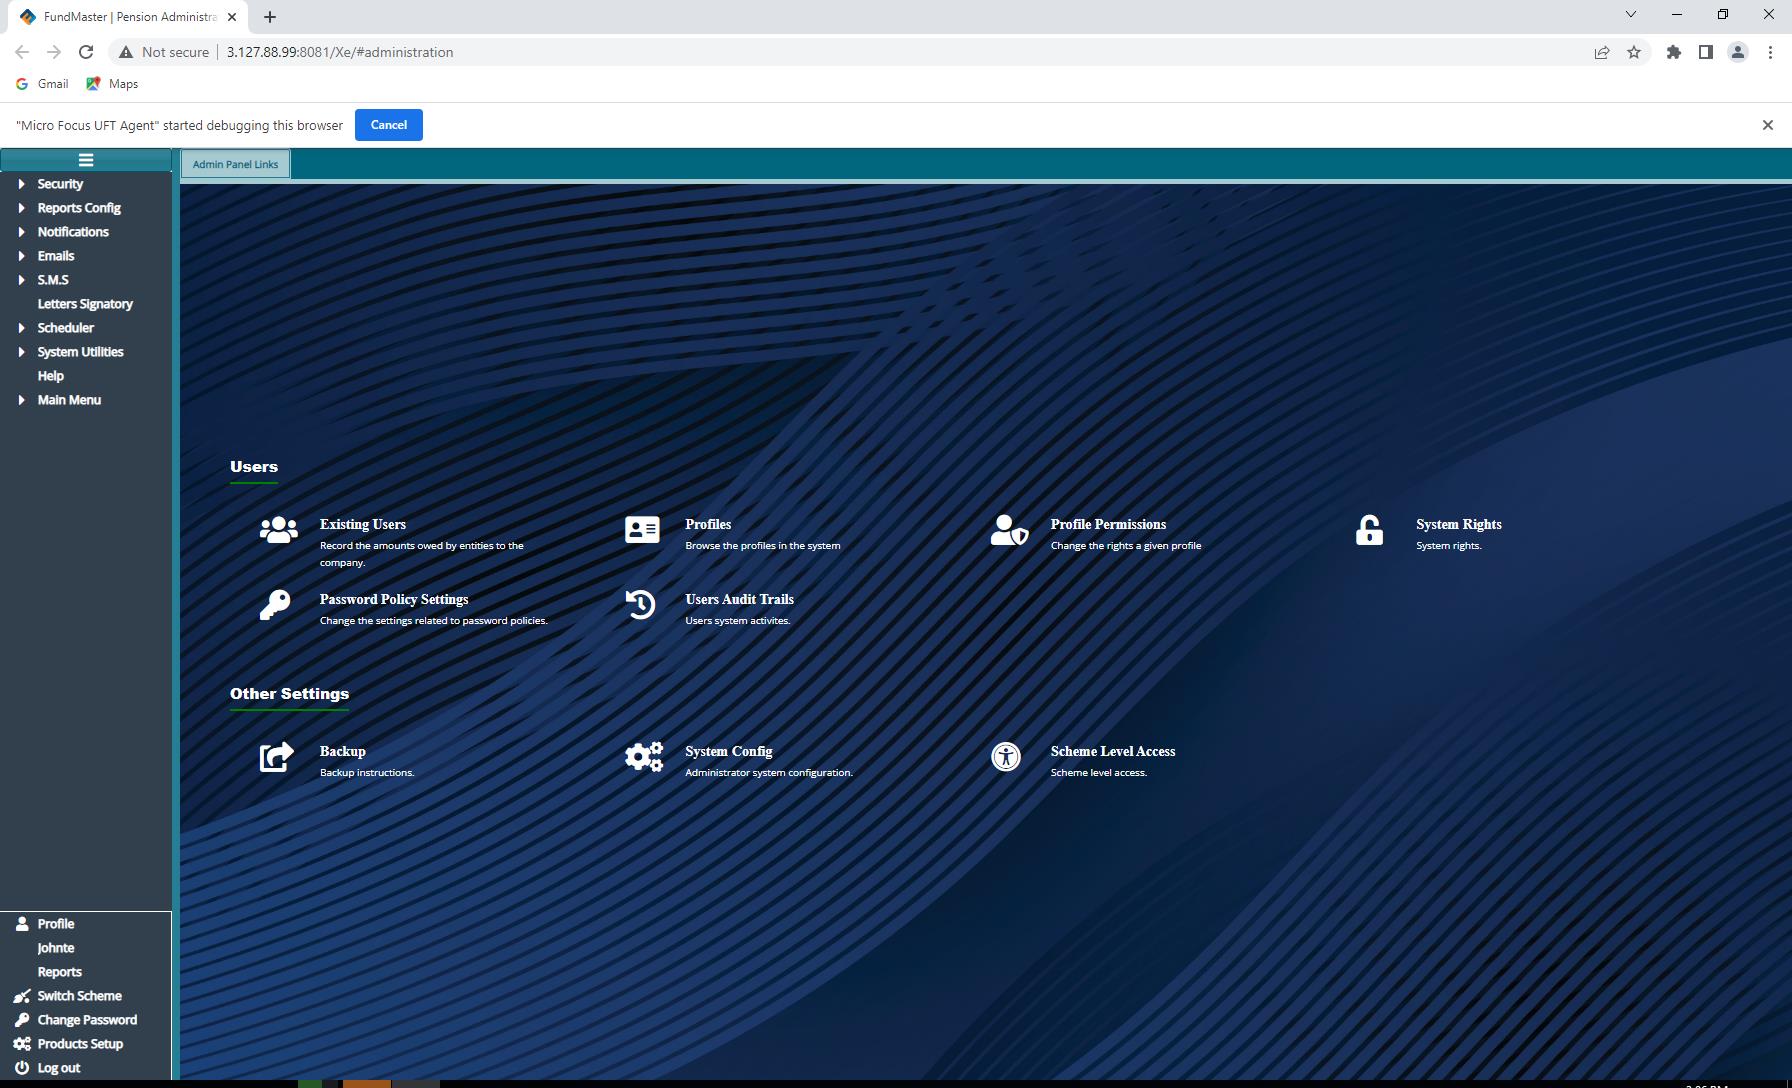 FundMaster | Pension Administra
Not secure
3.127.88.99:8081/Xe/#administration
Gmail
Maps
"Micro Focus UFT Agent" started debugging this browser
Cancel
Admin Panel Links
Security
Reports Config
Notifications
Emails
S.M.S
Letters Signatory
Scheduler
System Utilities
Help
Main Menu
Users
Existing Users
Record the amounts owed by entities to the
company.
Profiles
Browse the profiles in the system
Profile Permissions
Change the rights a given profile
System Rights
System rights.
Password Policy Settings
Change the settings related to password policies.
Users Audit Trails
Users system activites.
Other Settings
Backup
Backup instructions.
System Config
Administrator system configuration.
Scheme Level Access
Scheme level access.
Profile
Johnte
Reports
Switch Scheme
Change Password
Products Setup
Log out